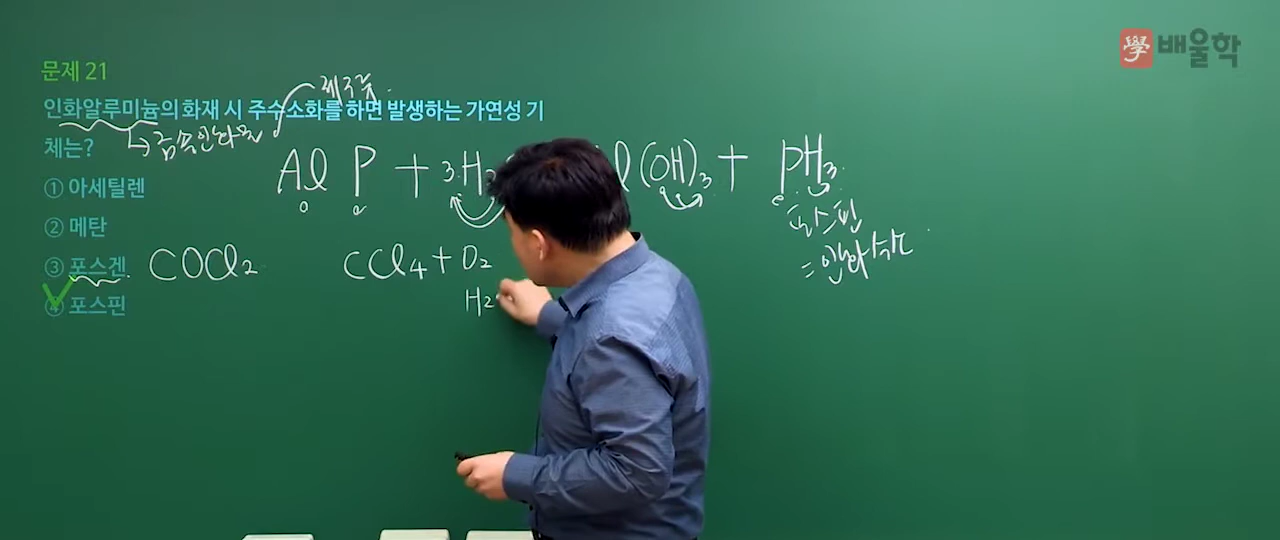 學 배울학
문제 21
제3류
인화알루미늄의 화재 시 주수소화를 하면 발생하는 가연성 기
체는?
↳ 금속인화물
Al P + 3H2 l(OH)3 + PH3
① 아세틸렌
포스핀
② 메탄
=인화수소
③ 포스겐 COCl2 CCl4 + O2
④ 포스핀
H2